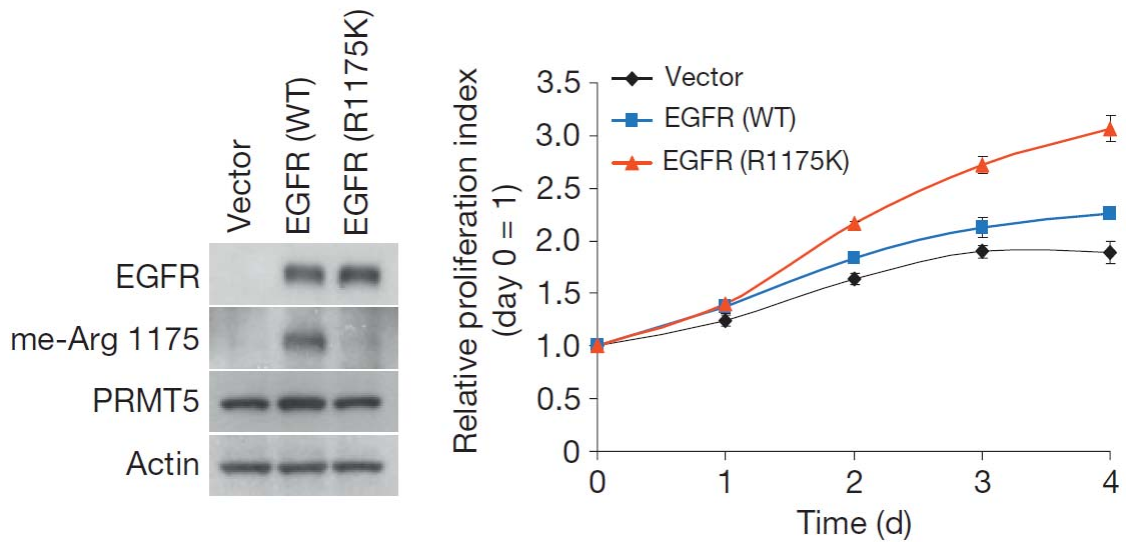 Vector
EGFR (WT)
EGFR (R1175K)
EGFR
me-Arg 1175
PRMT5
Actin
Relative proliferation index
(day 0 = 1)
3.5
3.0
2.5
2.0
1.5
1.0
0.5
0
Vector
EGFR (WT)
EGFR (R1175K)
0 1 2 3 4
Time (d)